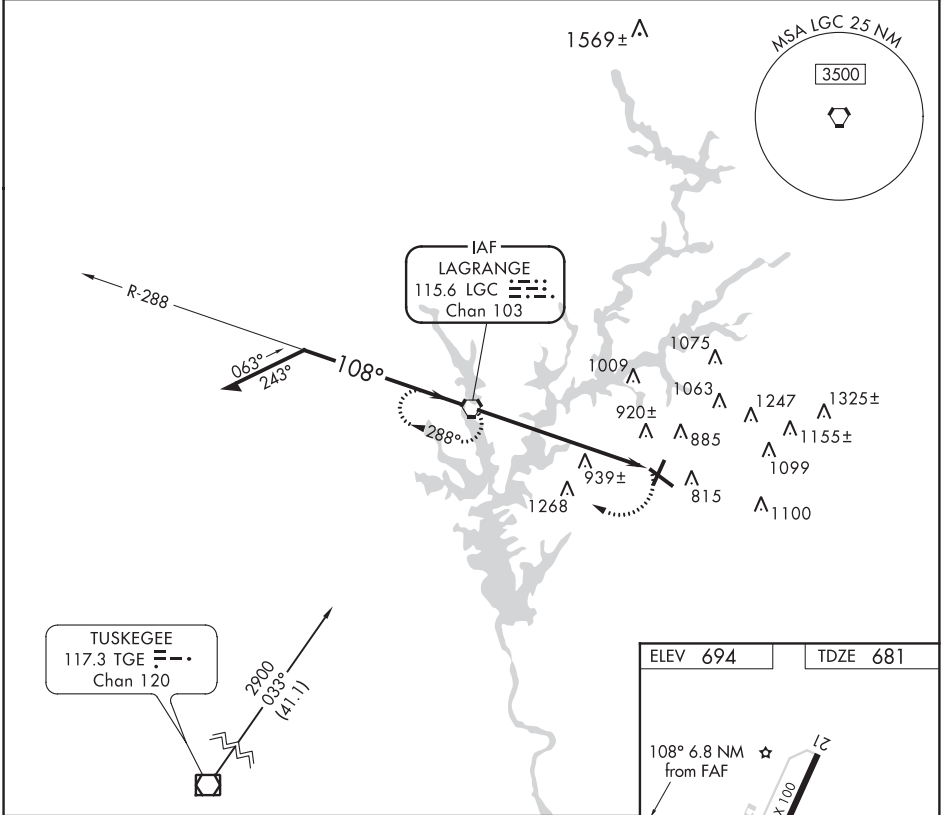 1569±
MSA LGC 25 NM
3500
IAF
LAGRANGE
115.6 LGC
Chan 103
R-288
063°
243°
108°
288°
1075
1009
1063
1247
1325±
920±
885
1155±
1099
939±
815
1268
1100
TUSKEGEE
117.3 TGE
Chan 120
2900
033°
(41.1)
ELEV 694
TDZE 681
108° 6.8 NM
from FAF
21
X 100